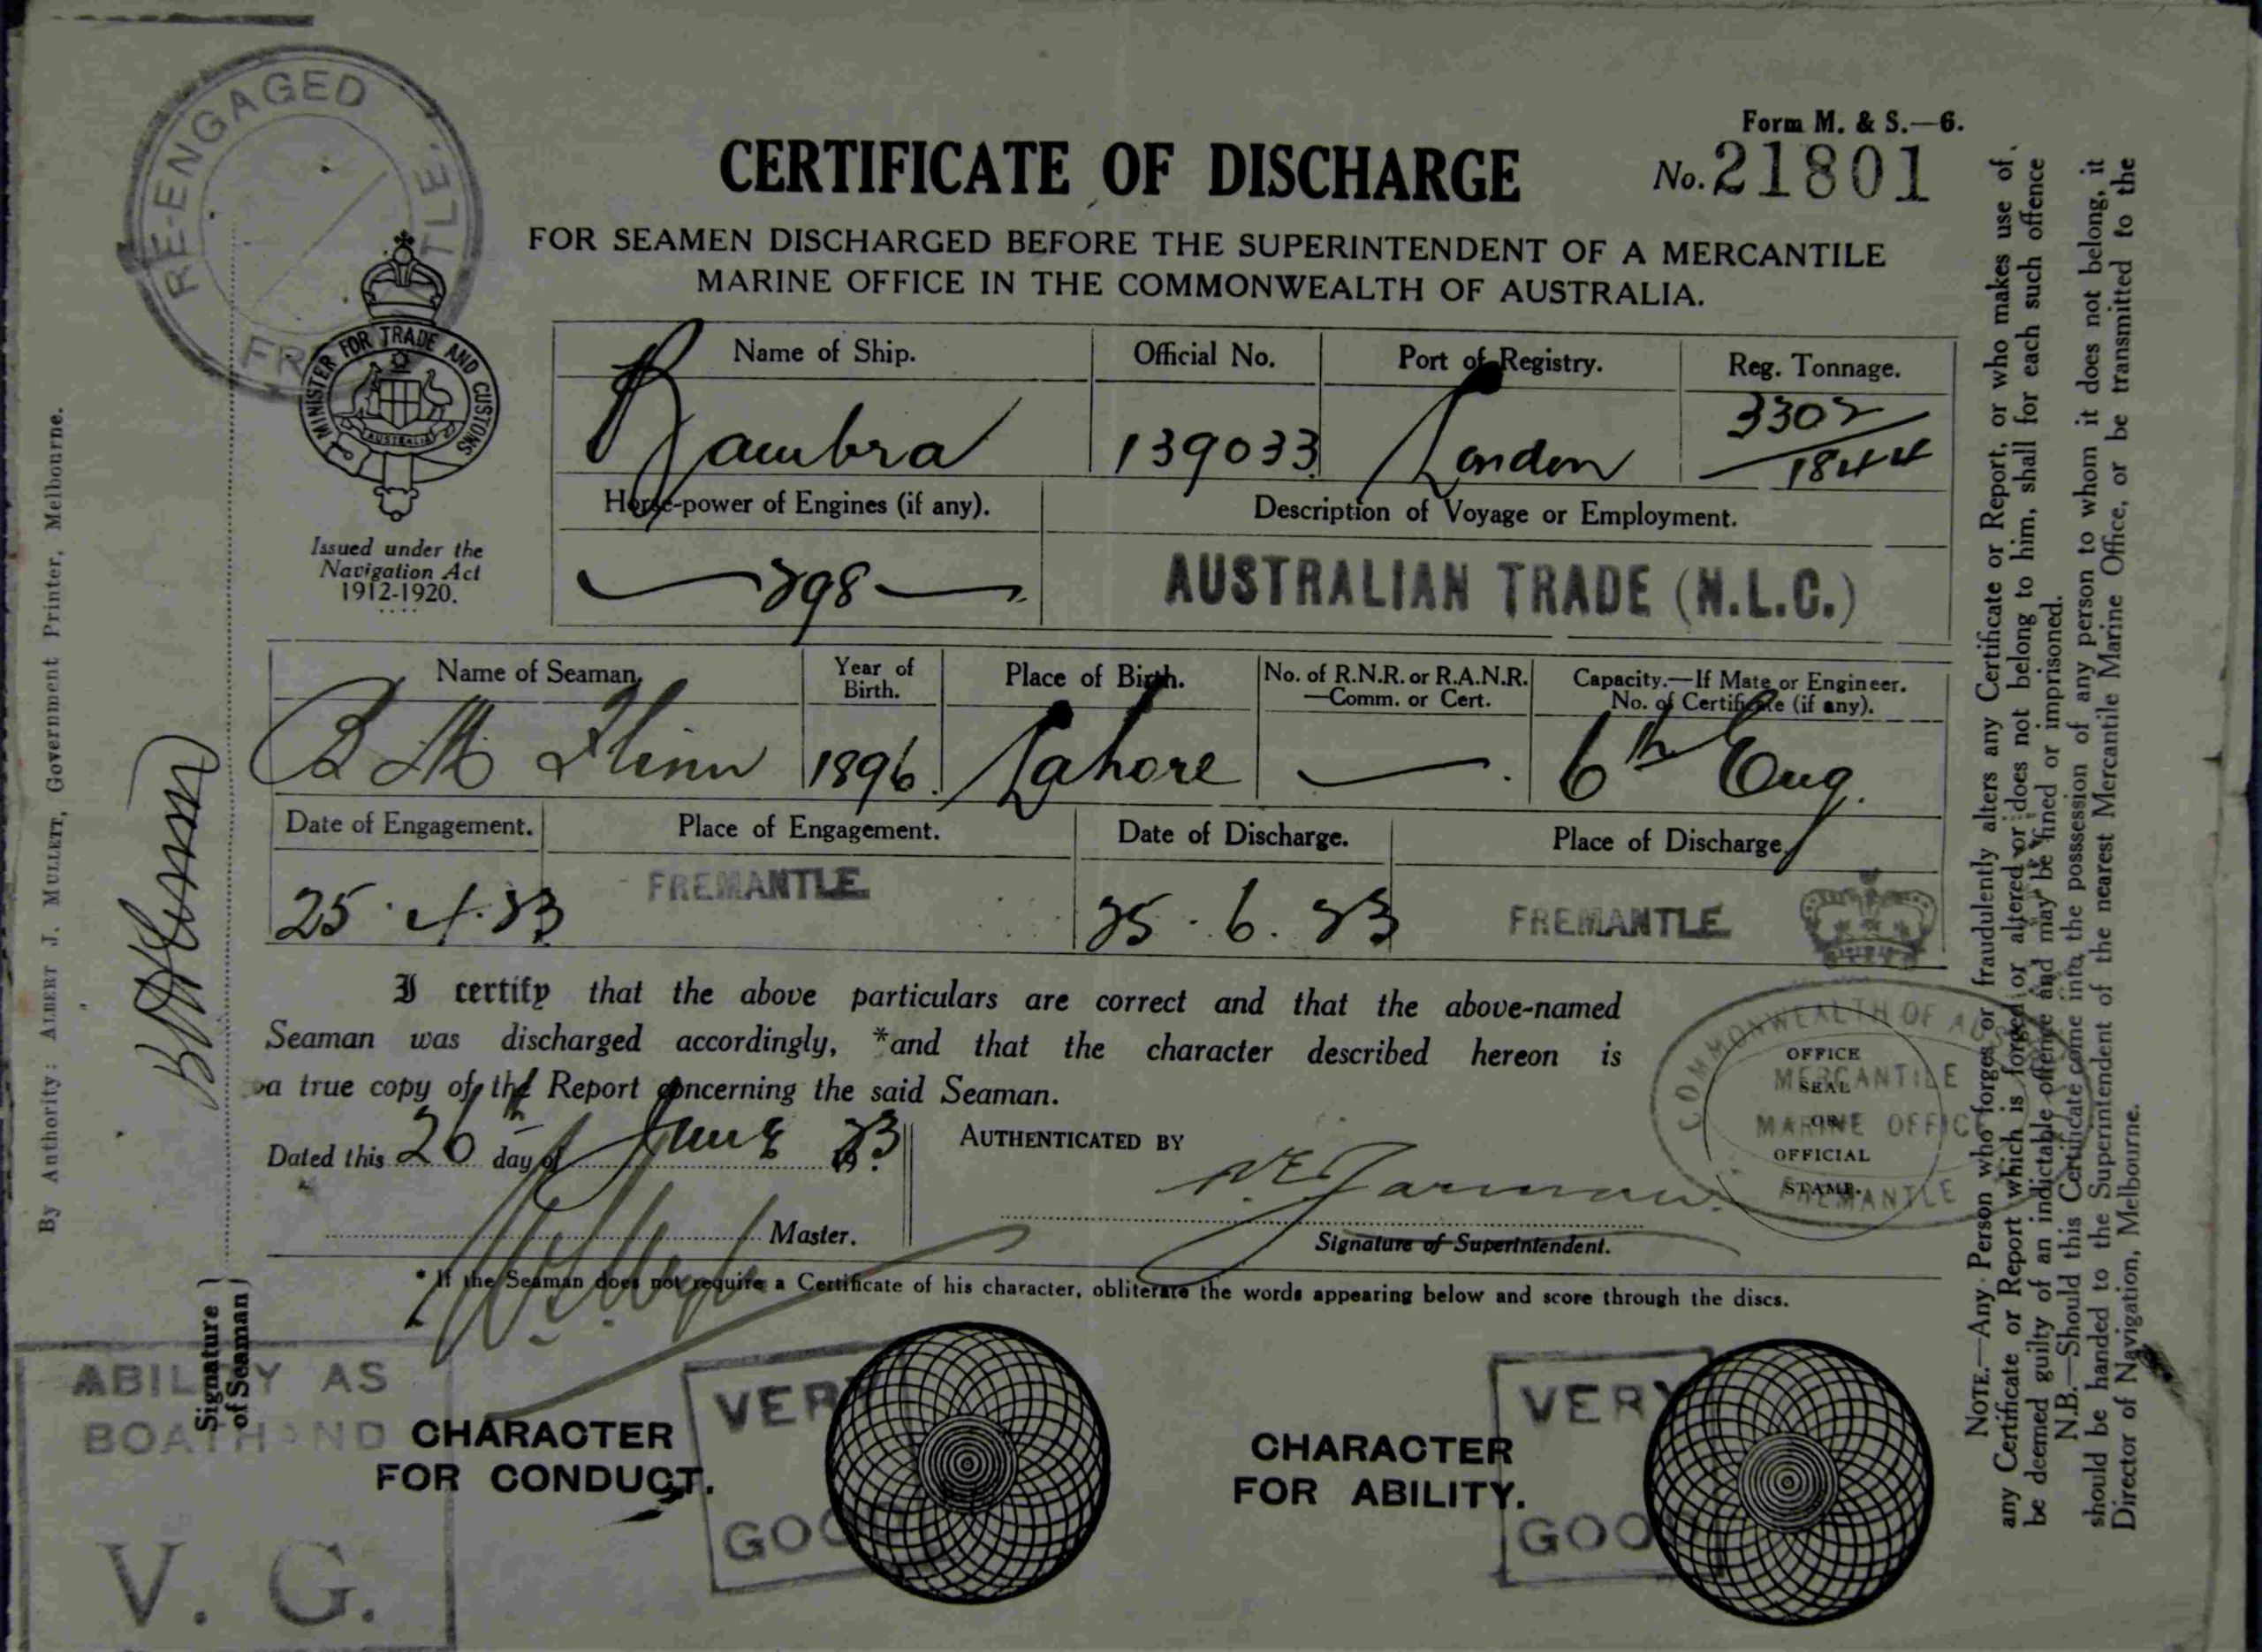 RE-ENGAGED
FR TLE.
Form M. & S.—6.
CERTIFICATE OF DISCHARGE
No. 21801
FOR SEAMEN DISCHARGED BEFORE THE SUPERINTENDENT OF A MERCANTILE
MARINE OFFICE IN THE COMMONWEALTH OF AUSTRALIA.
MINISTER FOR TRADE AND CUSTOMS
AUSTRALIA
Issued under the
Navigation Act
1912-1920.
Name of Ship. Official No. Port of Registry. Reg. Tonnage.
Bambra 139033 London 3302
1844
Horse-power of Engines (if any). Description of Voyage or Employment.
398 AUSTRALIAN TRADE (N.L.C.)
Name of Seaman. Year of Birth. Place of Birth. No. of R.N.R. or R.A.N.R.—Comm. or Cert. Capacity.—If Mate or Engineer. No. of Certificate (if any).
B M Flinn 1896. Lahore — 6th Eng.
Date of Engagement. Place of Engagement. Date of Discharge. Place of Discharge.
25.4.23 FREMANTLE 25.6.23 FREMANTLE
I certify that the above particulars are correct and that the above-named
Seaman was discharged accordingly, *and that the character described hereon is
a true copy of the Report concerning the said Seaman.
Dated this 26th day of June 1923
AUTHENTICATED BY
Jarman
Master.
Signature of Superintendent.
COMMONWEALTH OF
MERCANTILE
MARINE OFFICE
FREMANTLE
OFFICE
SEAL
OR
OFFICIAL
STAMP.
* If the Seaman does not require a Certificate of his character, obliterate the words appearing below and score through the discs.
CHARACTER
FOR CONDUCT.
VERY
GOOD
CHARACTER
FOR ABILITY.
VERY
GOOD
ABILITY AS
BOATHAND
V. G.
Signature
of Seaman
By Authority: ALBERT J. MULLETT, Government Printer, Melbourne.
NOTE.—Any Person who forges or fraudulently alters any Certificate or Report, or who makes use of
any Certificate or Report which is forged or altered or does not belong to him, shall for each such offence
be deemed guilty of an indictable offence and may be fined or imprisoned.
N.B.—Should this Certificate come into the possession of any person to whom it does not belong, it
should be handed to the Superintendent of the nearest Mercantile Marine Office, or be transmitted to the
Director of Navigation, Melbourne.